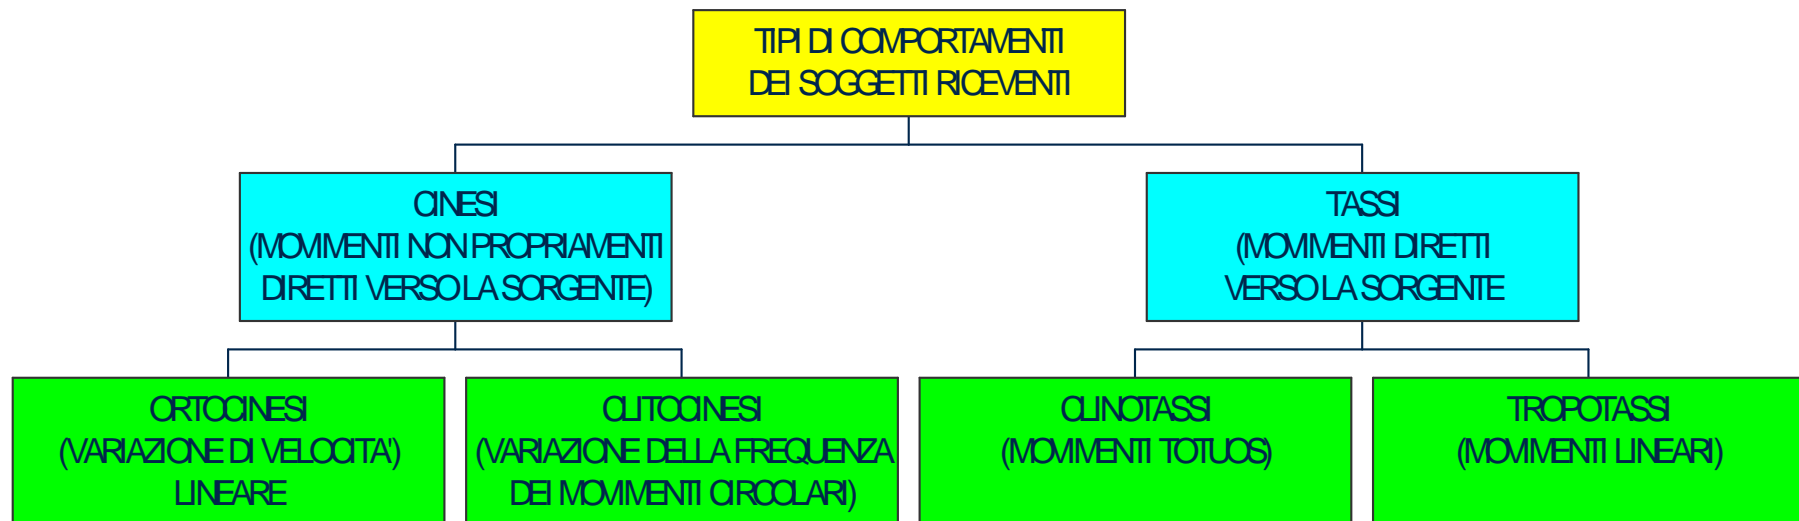 TIPI DI COMPORTAMENTI
DEI SOGGETTI RICEVENTI
CINESI
(MOVIMENTI NON PROPRIAMENTI
DIRETTI VERSO LA SORGENTE)
TASSI
(MOVIMENTI DIRETTI
VERSO LA SORGENTE
ORTOCINESI
(VARIAZIONE DI VELOCITA')
LINEARE
CLITOCINESI
(VARIAZIONE DELLA FREQUENZA
DEI MOVIMENTI CIRCOLARI)
CLINOTASSI
(MOVIMENTI TOTUOS)
TROPOTASSI
(MOVIMENTI LINEARI)